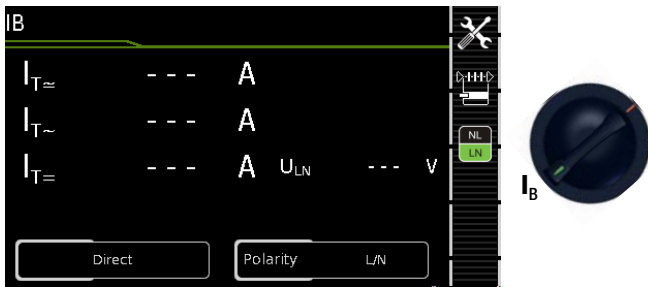 IB
I_T≂ - - - A
I_T~ - - - A
I_T= - - - A U_LN - - - V
Direct Polarity L/N
NL
LN
I_B